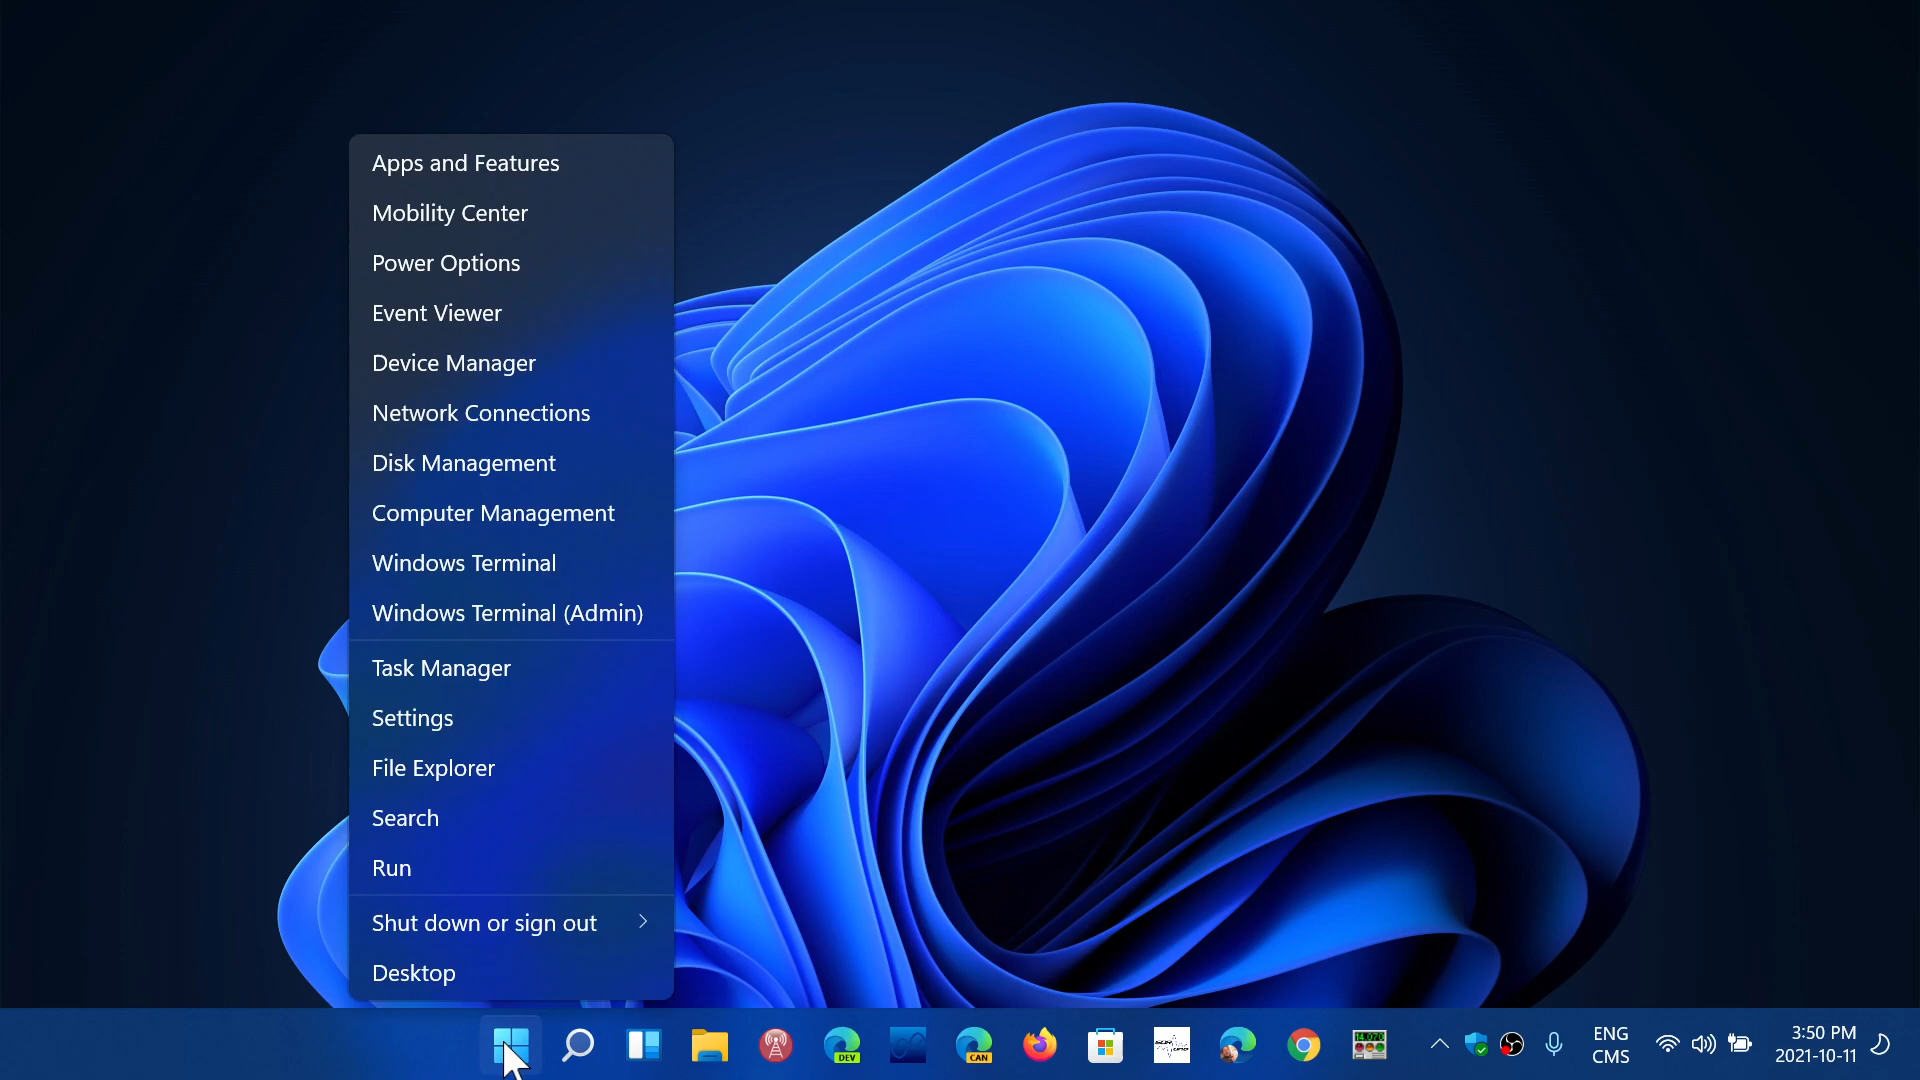 Apps and Features
Mobility Center
Power Options
Event Viewer
Device Manager
Network Connections
Disk Management
Computer Management
Windows Terminal
Windows Terminal (Admin)
Task Manager
Settings
File Explorer
Search
Run
Shut down or sign out
Desktop
DEV
CAN
ENG
CMS
3:50 PM
2021-10-11